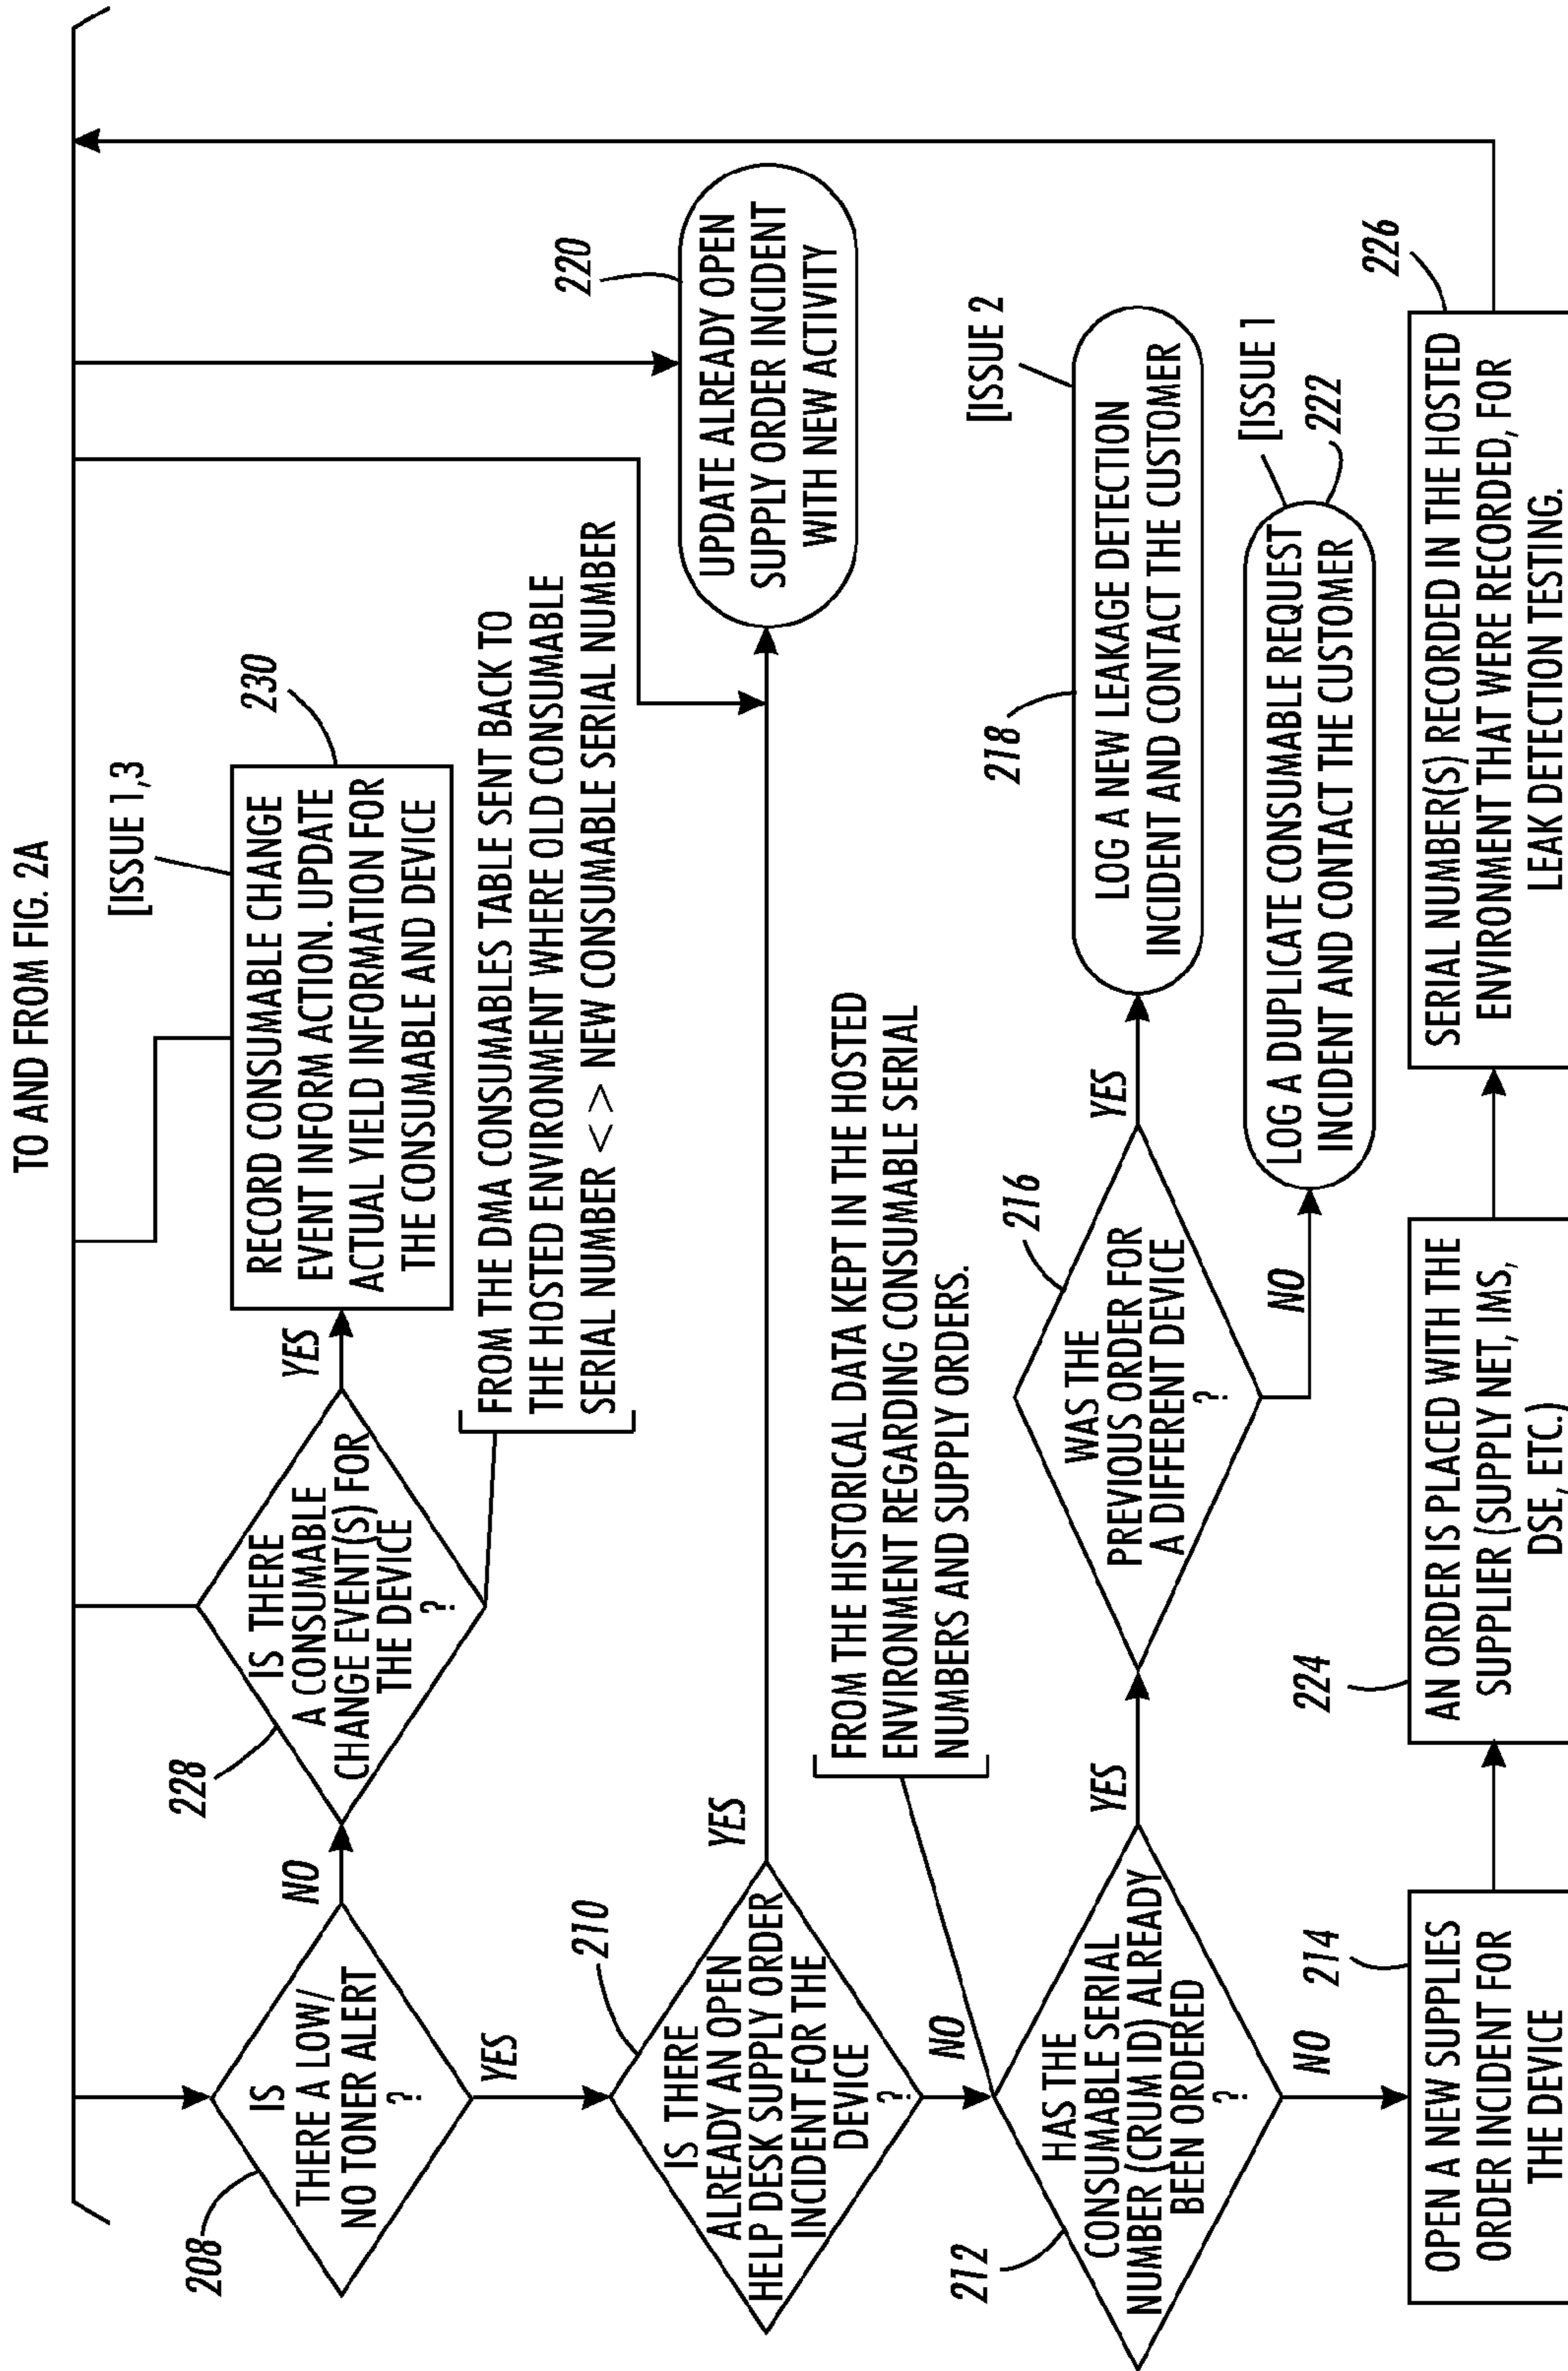 TO AND FROM FIG. 2A
208
IS
THERE A LOW/
NO TONER ALERT
?
NO
YES
228
IS THERE
A CONSUMABLE
CHANGE EVENT(S) FOR
THE DEVICE
?
YES
[ISSUE 1,3
230
RECORD CONSUMABLE CHANGE
EVENT INFORM ACTION. UPDATE
ACTUAL YIELD INFORMATION FOR
THE CONSUMABLE AND DEVICE
FROM THE DMA CONSUMABLES TABLE SENT BACK TO
THE HOSTED ENVIRONMENT WHERE OLD CONSUMABLE
SERIAL NUMBER < > NEW CONSUMABLE SERIAL NUMBER
210
IS THERE
ALREADY AN OPEN
HELP DESK SUPPLY ORDER
INCIDENT FOR THE
DEVICE
?
YES
NO
220
UPDATE ALREADY OPEN
SUPPLY ORDER INCIDENT
WITH NEW ACTIVITY
FROM THE HISTORICAL DATA KEPT IN THE HOSTED
ENVIRONMENT REGARDING CONSUMABLE SERIAL
NUMBERS AND SUPPLY ORDERS.
212
HAS THE
CONSUMABLE SERIAL
NUMBER (CRUM ID) ALREADY
BEEN ORDERED
?
YES
NO
216
WAS THE
PREVIOUS ORDER FOR
A DIFFERENT DEVICE
?
YES
NO
218
[ISSUE 2
LOG A NEW LEAKAGE DETECTION
INCIDENT AND CONTACT THE CUSTOMER
[ISSUE 1
222
LOG A DUPLICATE CONSUMABLE REQUEST
INCIDENT AND CONTACT THE CUSTOMER
214
OPEN A NEW SUPPLIES
ORDER INCIDENT FOR
THE DEVICE
224
AN ORDER IS PLACED WITH THE
SUPPLIER (SUPPLY NET, IMS,
DSE, ETC.)
226
SERIAL NUMBER(S) RECORDED IN THE HOSTED
ENVIRONMENT THAT WERE RECORDED, FOR
LEAK DETECTION TESTING.